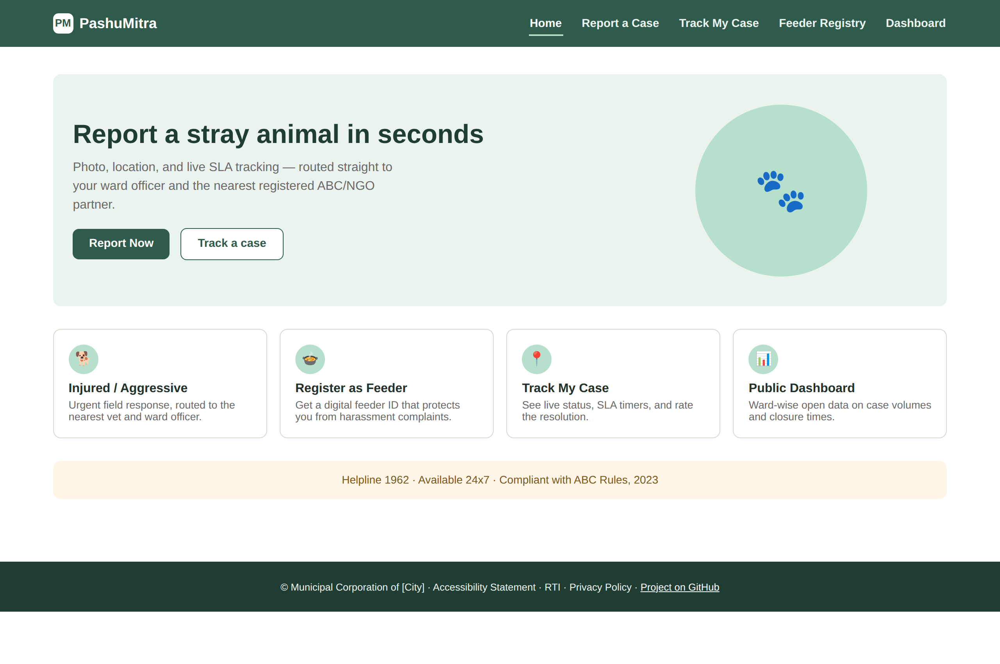 PM PashuMitra
Home Report a Case Track My Case Feeder Registry Dashboard
Report a stray animal in seconds
Photo, location, and live SLA tracking — routed straight to
your ward officer and the nearest registered ABC/NGO
partner.
Report Now Track a case
Injured / Aggressive
Urgent field response, routed to the
nearest vet and ward officer.
Register as Feeder
Get a digital feeder ID that protects
you from harassment complaints.
Track My Case
See live status, SLA timers, and rate
the resolution.
Public Dashboard
Ward-wise open data on case volumes
and closure times.
Helpline 1962 · Available 24x7 · Compliant with ABC Rules, 2023
© Municipal Corporation of [City] · Accessibility Statement · RTI · Privacy Policy · Project on GitHub